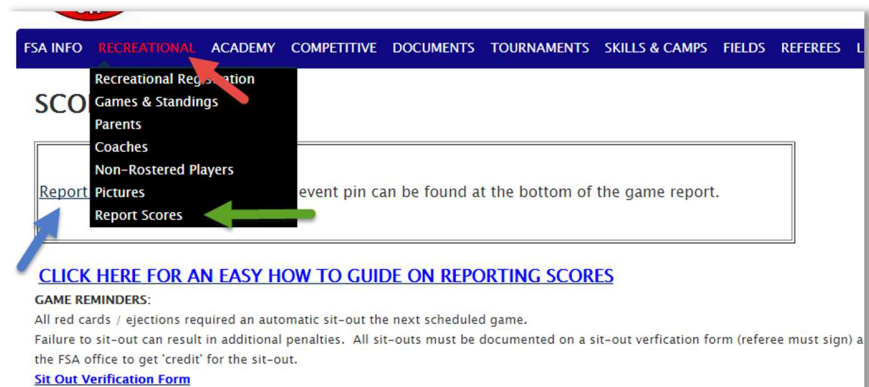 FSA INFO RECREATIONAL ACADEMY COMPETITIVE DOCUMENTS TOURNAMENTS SKILLS & CAMPS FIELDS REFEREES L
Recreational Registration
SCO
Games & Standings
Parents
Coaches
Non-Rostered Players
Report
Pictures
event pin can be found at the bottom of the game report.
Report Scores
CLICK HERE FOR AN EASY HOW TO GUIDE ON REPORTING SCORES
GAME REMINDERS:
All red cards / ejections required an automatic sit-out the next scheduled game.
Failure to sit-out can result in additional penalties. All sit-outs must be documented on a sit-out verfication form (referee must sign) a
the FSA office to get 'credit' for the sit-out.
Sit Out Verification Form